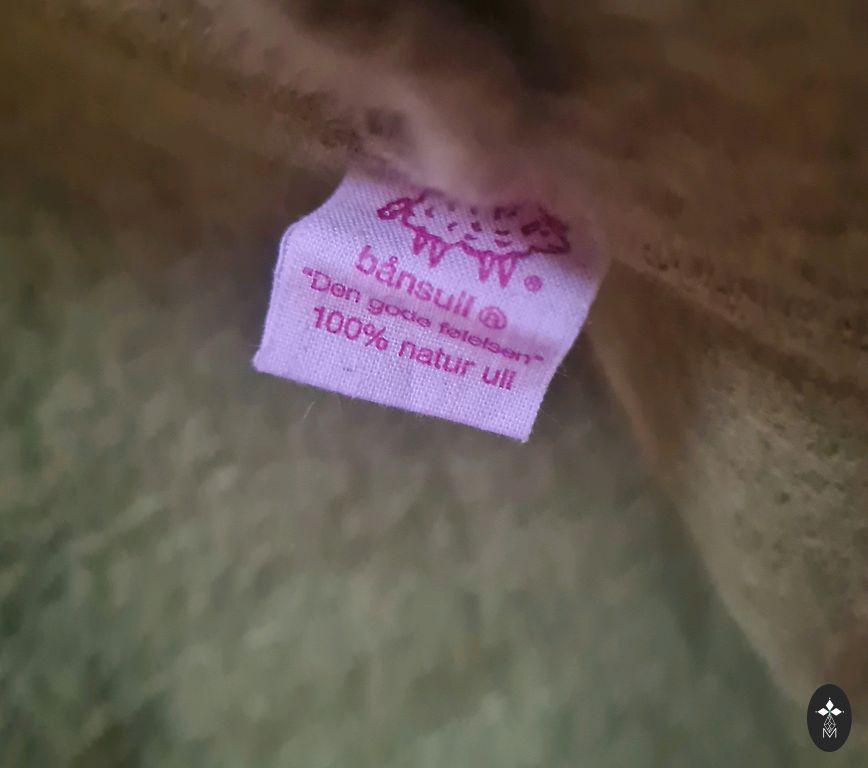 ®
bånsull ®
"Den gode følelsen"
100% natur ull
M